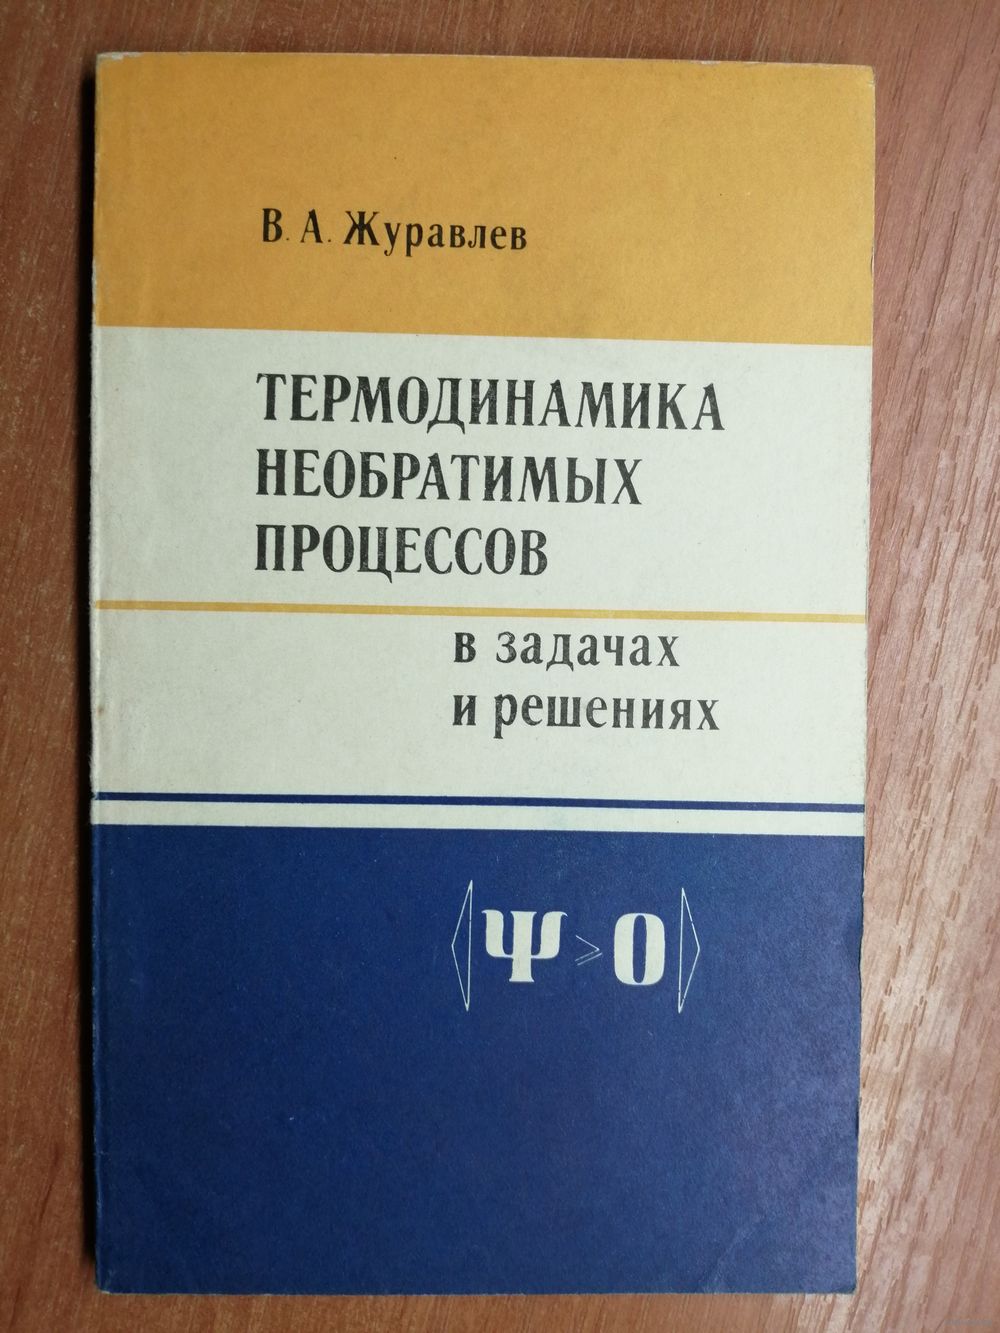 В. А. Журавлев
ТЕРМОДИНАМИКА
НЕОБРАТИМЫХ
ПРОЦЕССОВ
в задачах
и решениях
⟨Ψ ⩾ 0⟩